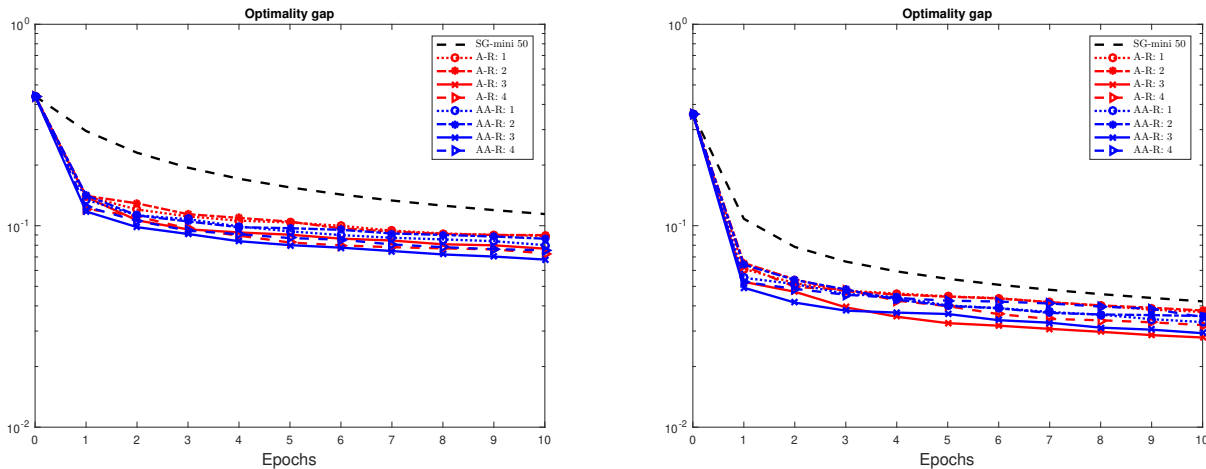 Optimality gap
10^0
10^-1
10^-2
SG-mini 50
A-R: 1
A-R: 2
A-R: 3
A-R: 4
AA-R: 1
AA-R: 2
AA-R: 3
AA-R: 4
0 1 2 3 4 5 6 7 8 9 10
Epochs
Optimality gap
10^0
10^-1
10^-2
SG-mini 50
A-R: 1
A-R: 2
A-R: 3
A-R: 4
AA-R: 1
AA-R: 2
AA-R: 3
AA-R: 4
0 1 2 3 4 5 6 7 8 9 10
Epochs